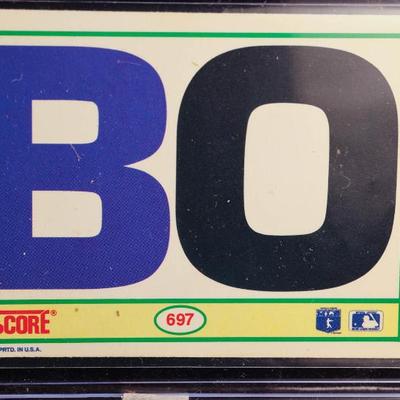 BO
SCORE®
697
PRTD. IN U.S.A.